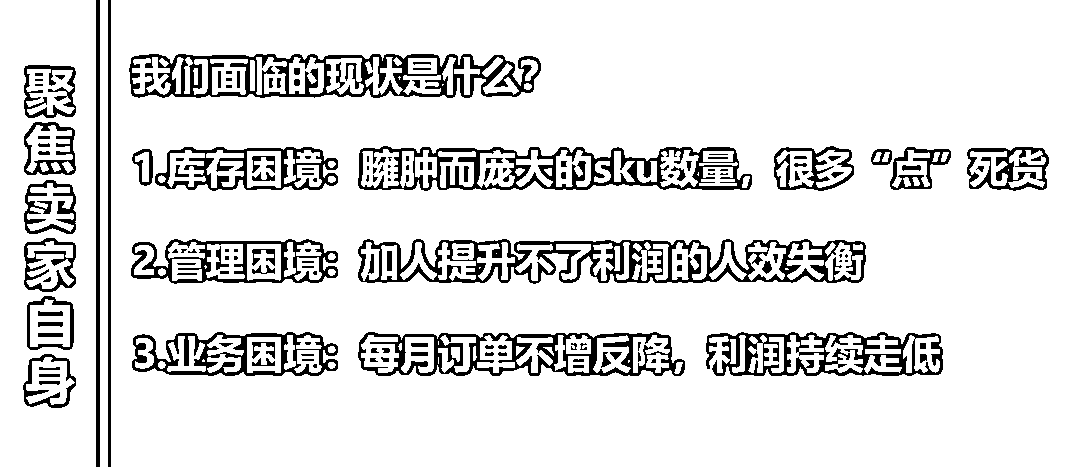 聚焦卖家自身
我们面临的现状是什么？
1.库存困境：臃肿而庞大的sku数量，很多“点”死货
2.管理困境：加人提升不了利润的人效失衡
3.业务困境：每月订单不增反降，利润持续走低